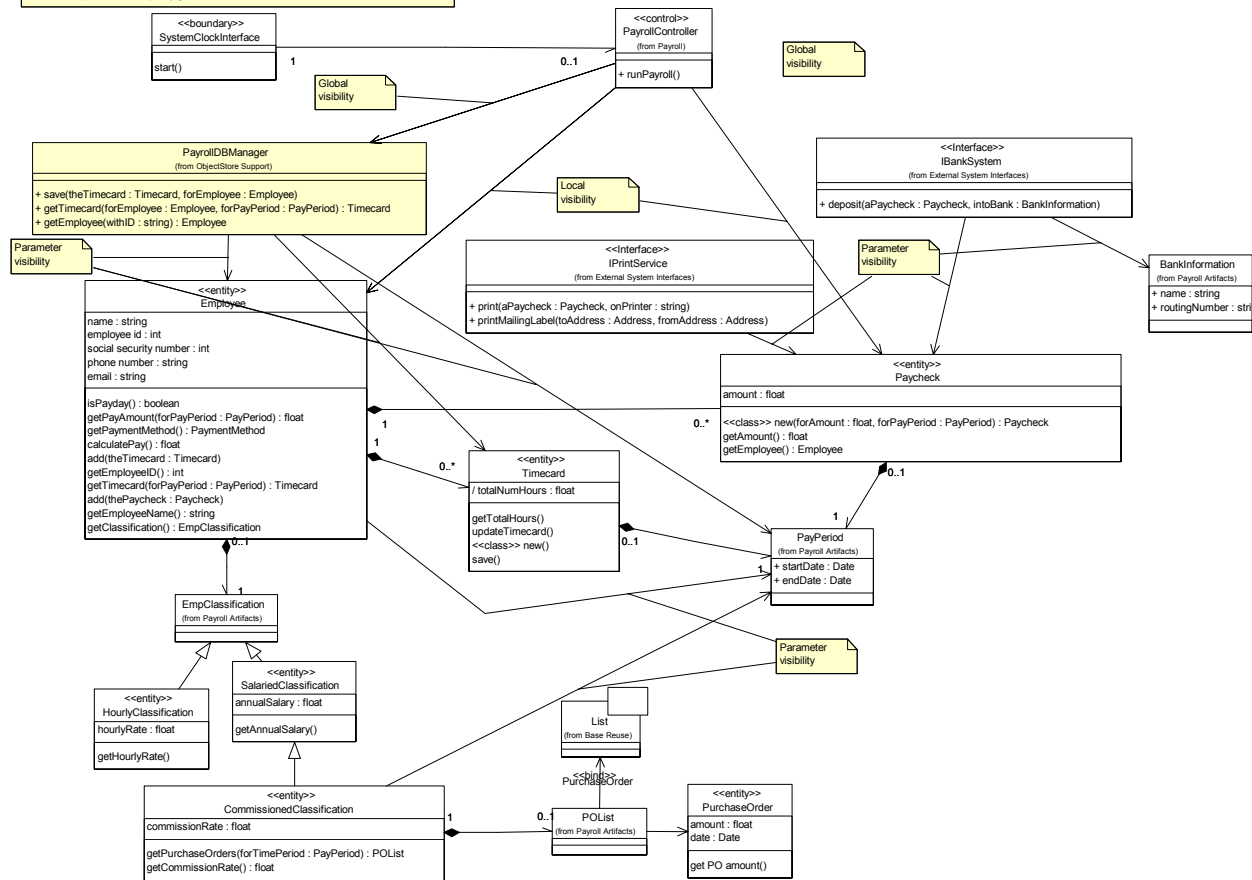 <<boundary>>
SystemClockInterface
start()
1
0..1
<<control>>
PayrollController
(from Payroll)
+ runPayroll()
Global
visibility
Global
visibility
PayrollDBManager
(from ObjectStore Support)
+ save(theTimecard : Timecard, forEmployee : Employee)
+ getTimecard(forEmployee : Employee, forPayPeriod : PayPeriod) : Timecard
+ getEmployee(withID : string) : Employee
Local
visibility
<<Interface>>
IBankSystem
(from External System Interfaces)
+ deposit(aPaycheck : Paycheck, intoBank : BankInformation)
Parameter
visibility
<<Interface>>
IPrintService
(from External System Interfaces)
+ print(aPaycheck : Paycheck, onPrinter : string)
+ printMailingLabel(toAddress : Address, fromAddress : Address)
Parameter
visibility
BankInformation
(from Payroll Artifacts)
+ name : string
+ routingNumber : stri
<<entity>>
Employee
name : string
employee id : int
social security number : int
phone number : string
email : string
isPayday() : boolean
getPayAmount(forPayPeriod : PayPeriod) : float
getPaymentMethod() : PaymentMethod
calculatePay() : float
add(theTimecard : Timecard)
getEmployeeID() : int
getTimecard(forPayPeriod : PayPeriod) : Timecard
add(thePaycheck : Paycheck)
getEmployeeName() : string
getClassification() : EmpClassification
1
0..*
1
0..*
<<entity>>
Paycheck
amount : float
<<class>> new(forAmount : float, forPayPeriod : PayPeriod) : Paycheck
getAmount() : float
getEmployee() : Employee
0..1
1
<<entity>>
Timecard
/ totalNumHours : float
getTotalHours()
updateTimecard()
<<class>> new()
save()
0..1
1
PayPeriod
(from Payroll Artifacts)
+ startDate : Date
+ endDate : Date
0..1
1
EmpClassification
(from Payroll Artifacts)
Parameter
visibility
<<entity>>
HourlyClassification
hourlyRate : float
getHourlyRate()
<<entity>>
SalariedClassification
annualSalary : float
getAnnualSalary()
List
(from Base Reuse)
<<bind>>
PurchaseOrder
<<entity>>
CommissionedClassification
commissionRate : float
getPurchaseOrders(forTimePeriod : PayPeriod) : POList
getCommissionRate() : float
1
0..1
POList
(from Payroll Artifacts)
<<entity>>
PurchaseOrder
amount : float
date : Date
get PO amount()